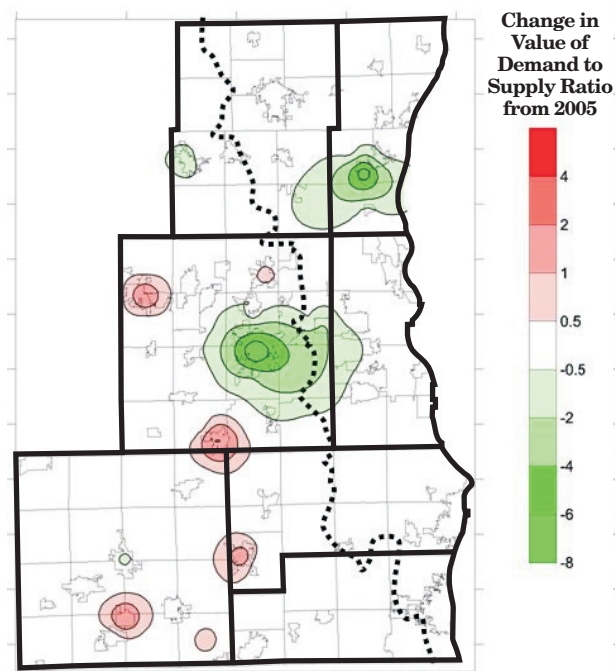 Change in
Value of
Demand to
Supply Ratio
from 2005
4
2
1
0.5
-0.5
-2
-4
-6
-8